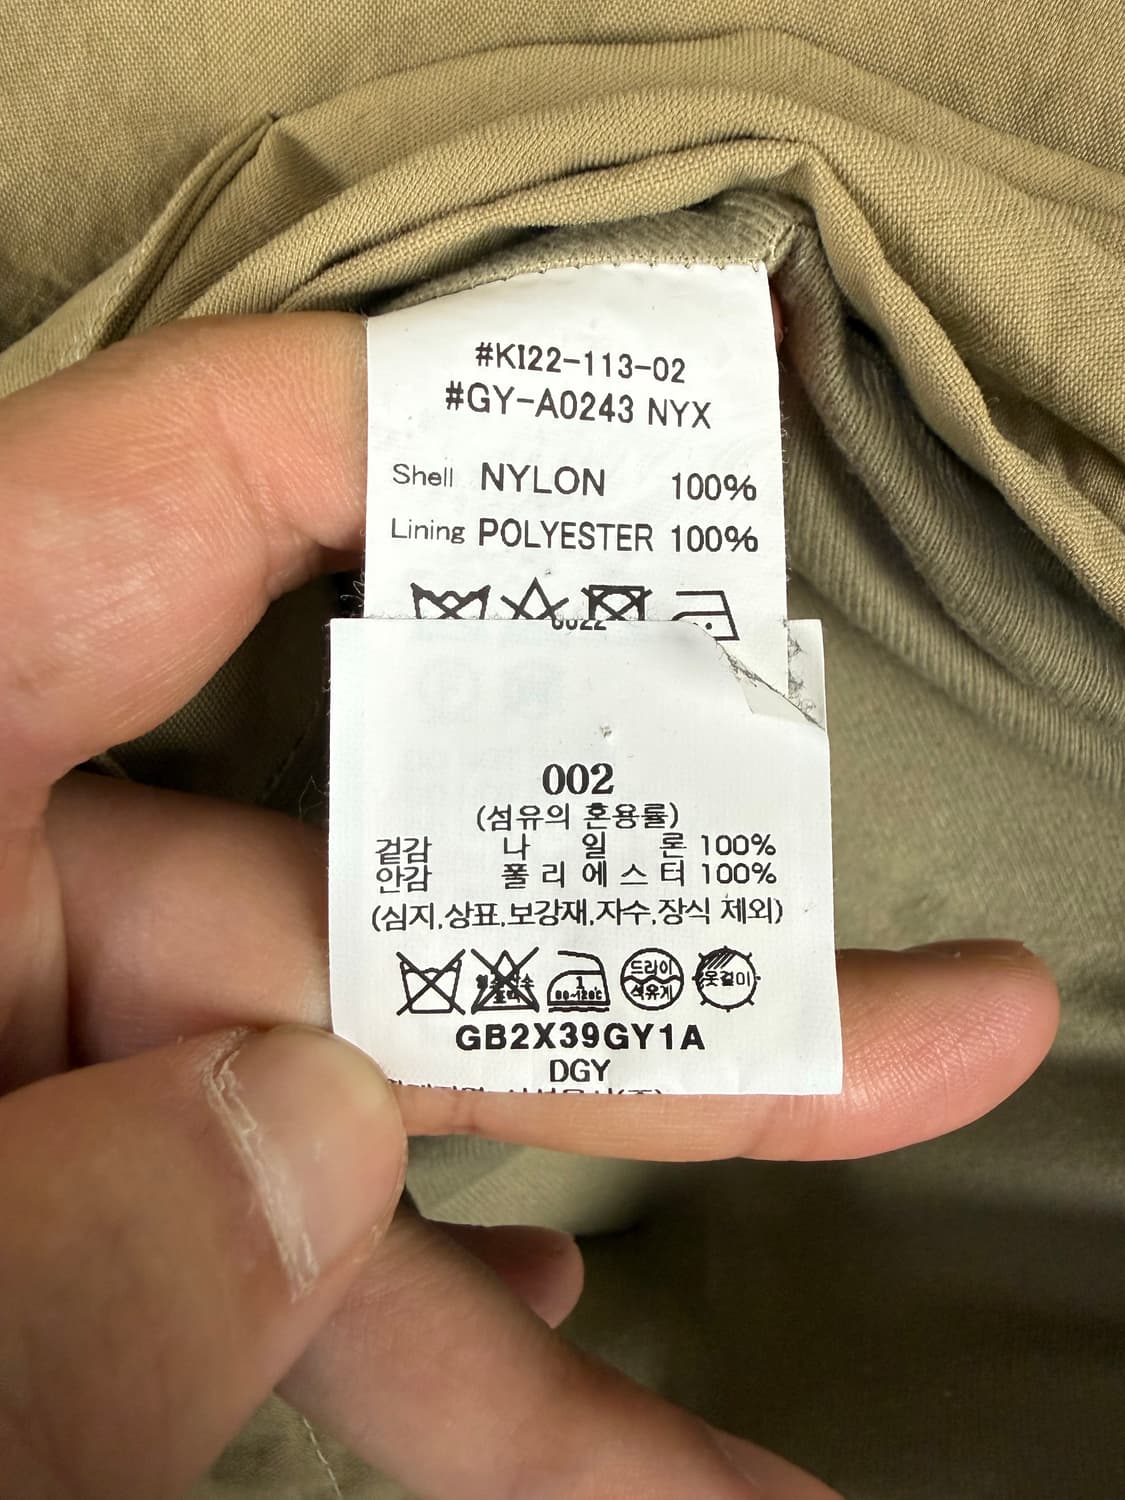 #KI22-113-02
#GY-A0243 NYX
Shell NYLON 100%
Lining POLYESTER 100%
002
(섬유의 혼용률)
겉감 나 일 론 100%
안감 폴 리 에 스 터 100%
(심지,상표,보강재,자수,장식 제외)
1 80~120℃ 드라이 석유계 옷걸이
GB2X39GY1A
DGY